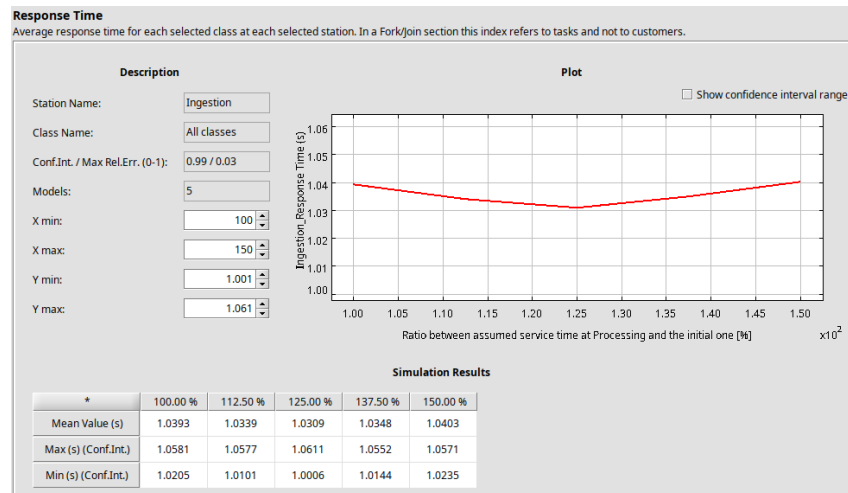 Response Time
Average response time for each selected class at each selected station. In a Fork/Join section this index refers to tasks and not to customers.
Description
Station Name: Ingestion
Class Name: All classes
Conf.Int. / Max Rel.Err. (0-1): 0.99 / 0.03
Models: 5
X min: 100
X max: 150
Y min: 1.001
Y max: 1.061
Plot
Show confidence interval range
Ingestion_Response Time (s)
1.06
1.05
1.04
1.03
1.02
1.01
1.00
1.00 1.05 1.10 1.15 1.20 1.25 1.30 1.35 1.40 1.45 1.50
Ratio between assumed service time at Processing and the initial one [%] x10²
Simulation Results
* 100.00 % 112.50 % 125.00 % 137.50 % 150.00 %
Mean Value (s) 1.0393 1.0339 1.0309 1.0348 1.0403
Max (s) (Conf.Int.) 1.0581 1.0577 1.0611 1.0552 1.0571
Min (s) (Conf.Int.) 1.0205 1.0101 1.0006 1.0144 1.0235